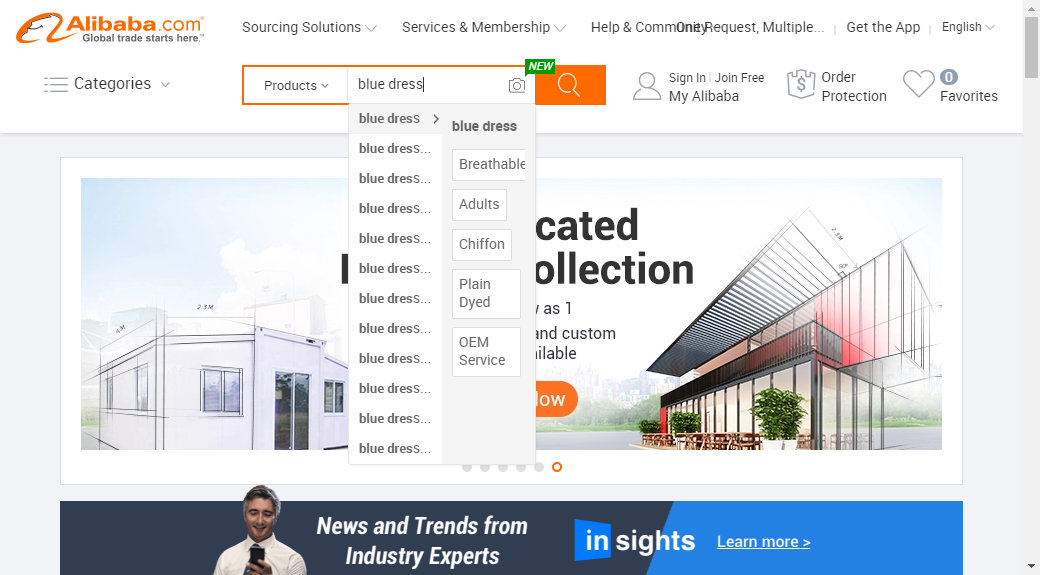 Alibaba.com
Global trade starts here.™
Sourcing Solutions
Services & Membership
Help & Community
One Request, Multiple...
Get the App
English
Categories
Products
blue dress
NEW
Sign In
Join Free
My Alibaba
Order
Protection
0
Favorites
blue dress
blue dress...
blue dress...
blue dress...
blue dress...
blue dress...
blue dress...
blue dress...
blue dress...
blue dress...
blue dress...
blue dress...
blue dress
Breathable
Adults
Chiffon
Plain
Dyed
OEM
Service
cated
ollection
as 1
and custom
2.3M
News and Trends from
Industry Experts
in sights
Learn more >